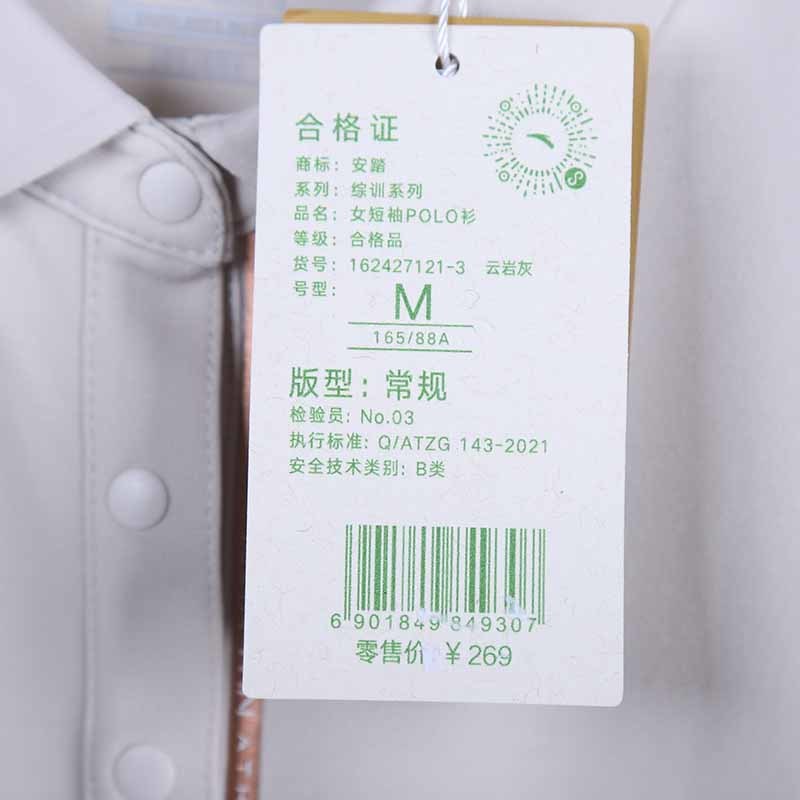 合格证
商标: 安踏
系列: 综训系列
品名: 女短袖POLO衫
等级: 合格品
货号: 162427121-3 云岩灰
号型: M
165/88A
版型: 常规
检验员: No.03
执行标准: Q/ATZG 143-2021
安全技术类别: B类
6901849849307
零售价 ¥269